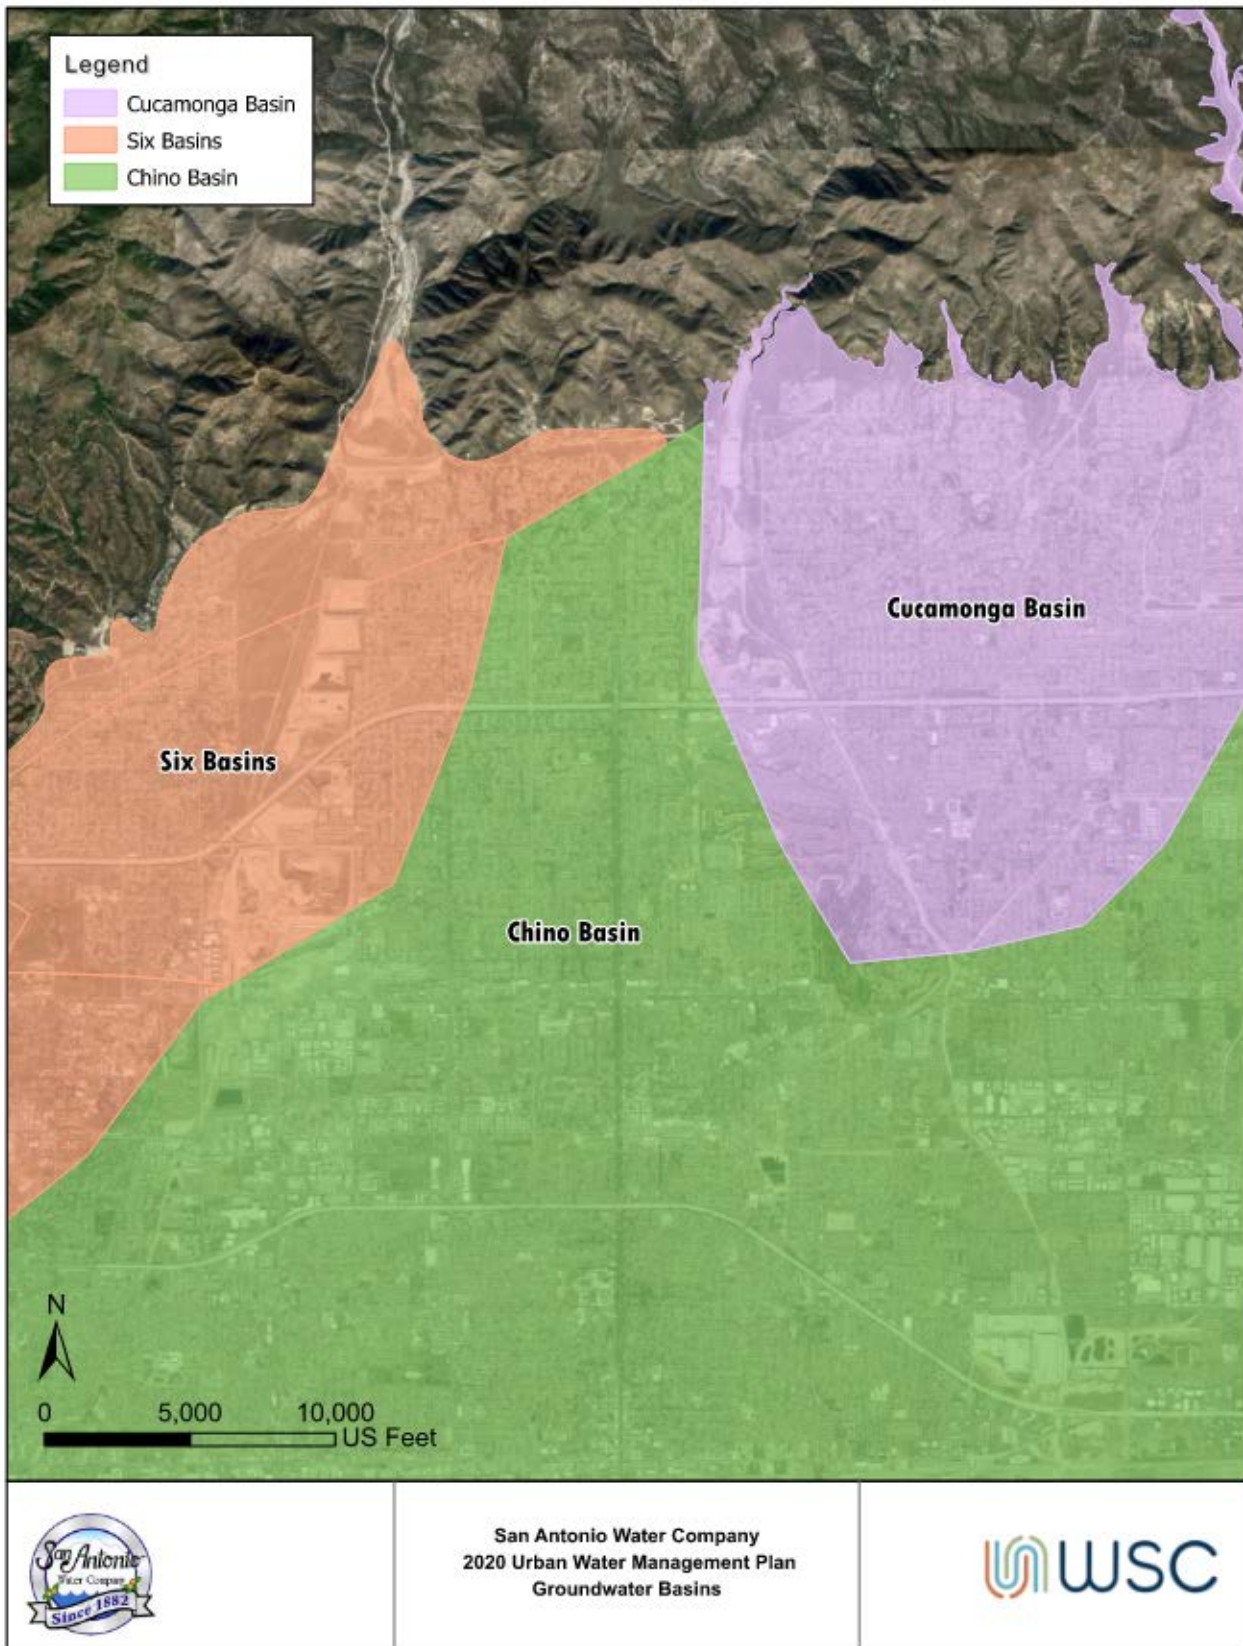 Legend
Cucamonga Basin
Six Basins
Chino Basin
Cucamonga Basin
Six Basins
Chino Basin
N
0 5,000 10,000
US Feet
San Antonio
Water Company
Since 1882
San Antonio Water Company
2020 Urban Water Management Plan
Groundwater Basins
WSC